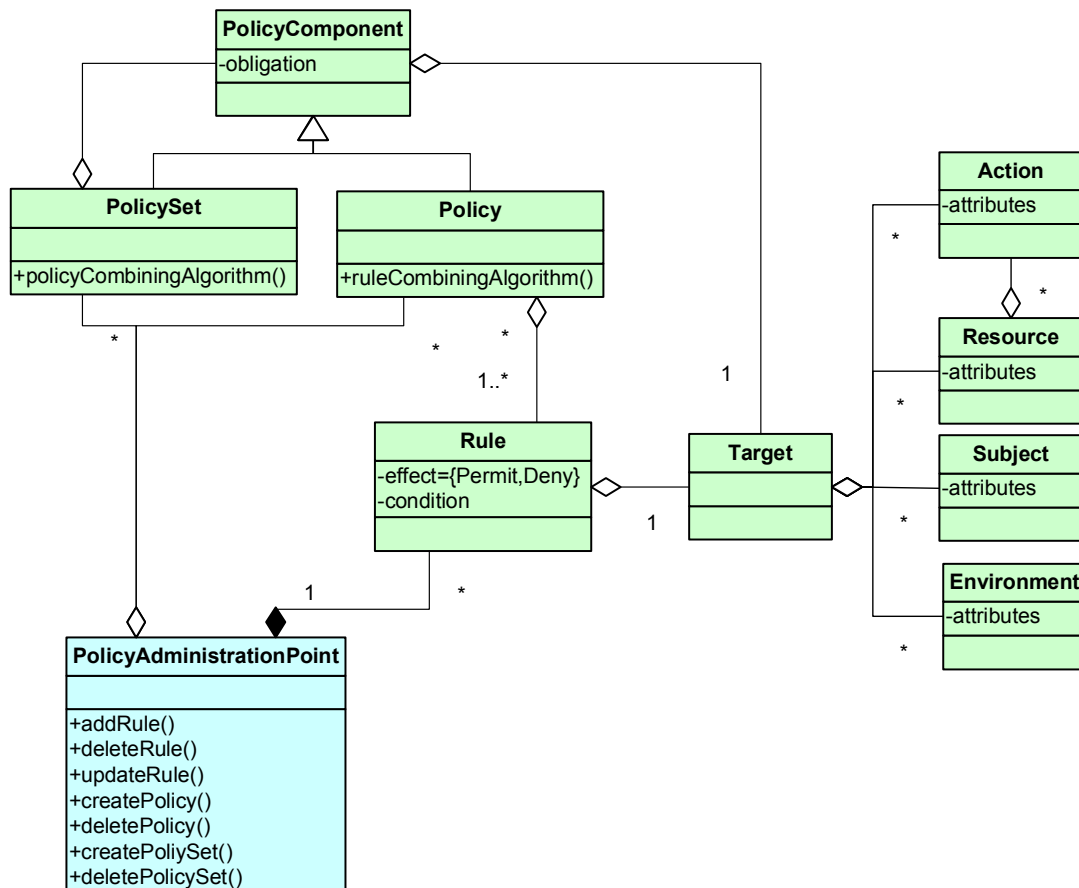 PolicyComponent
-obligation
PolicySet
+policyCombiningAlgorithm()
Policy
+ruleCombiningAlgorithm()
Action
-attributes
*
*
Resource
-attributes
*
*
*
*
1..*
1
Rule
-effect={Permit,Deny}
-condition
1
Target
Subject
-attributes
*
Environment
-attributes
*
1
*
PolicyAdministrationPoint
+addRule()
+deleteRule()
+updateRule()
+createPolicy()
+deletePolicy()
+createPoliySet()
+deletePolicySet()